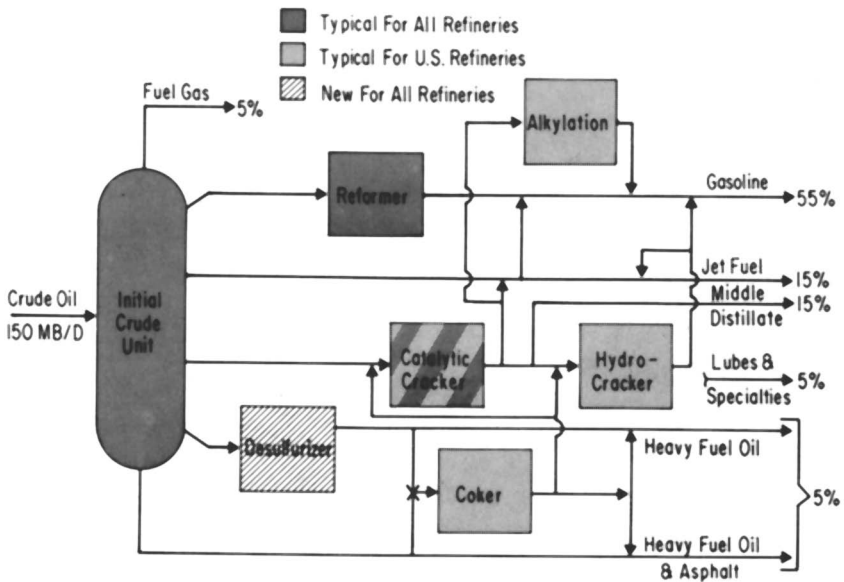 Typical For All Refineries
Typical For U.S. Refineries
New For All Refineries
Fuel Gas
5%
Alkylation
Reformer
Gasoline
55%
Jet Fuel
15%
Crude Oil
150 MB/D
Initial
Crude
Unit
Middle
Distillate
15%
Catalytic
Cracker
Hydro-
Cracker
Lubes &
Specialties
5%
Desulfurizer
Heavy Fuel Oil
Coker
5%
Heavy Fuel Oil
& Asphalt